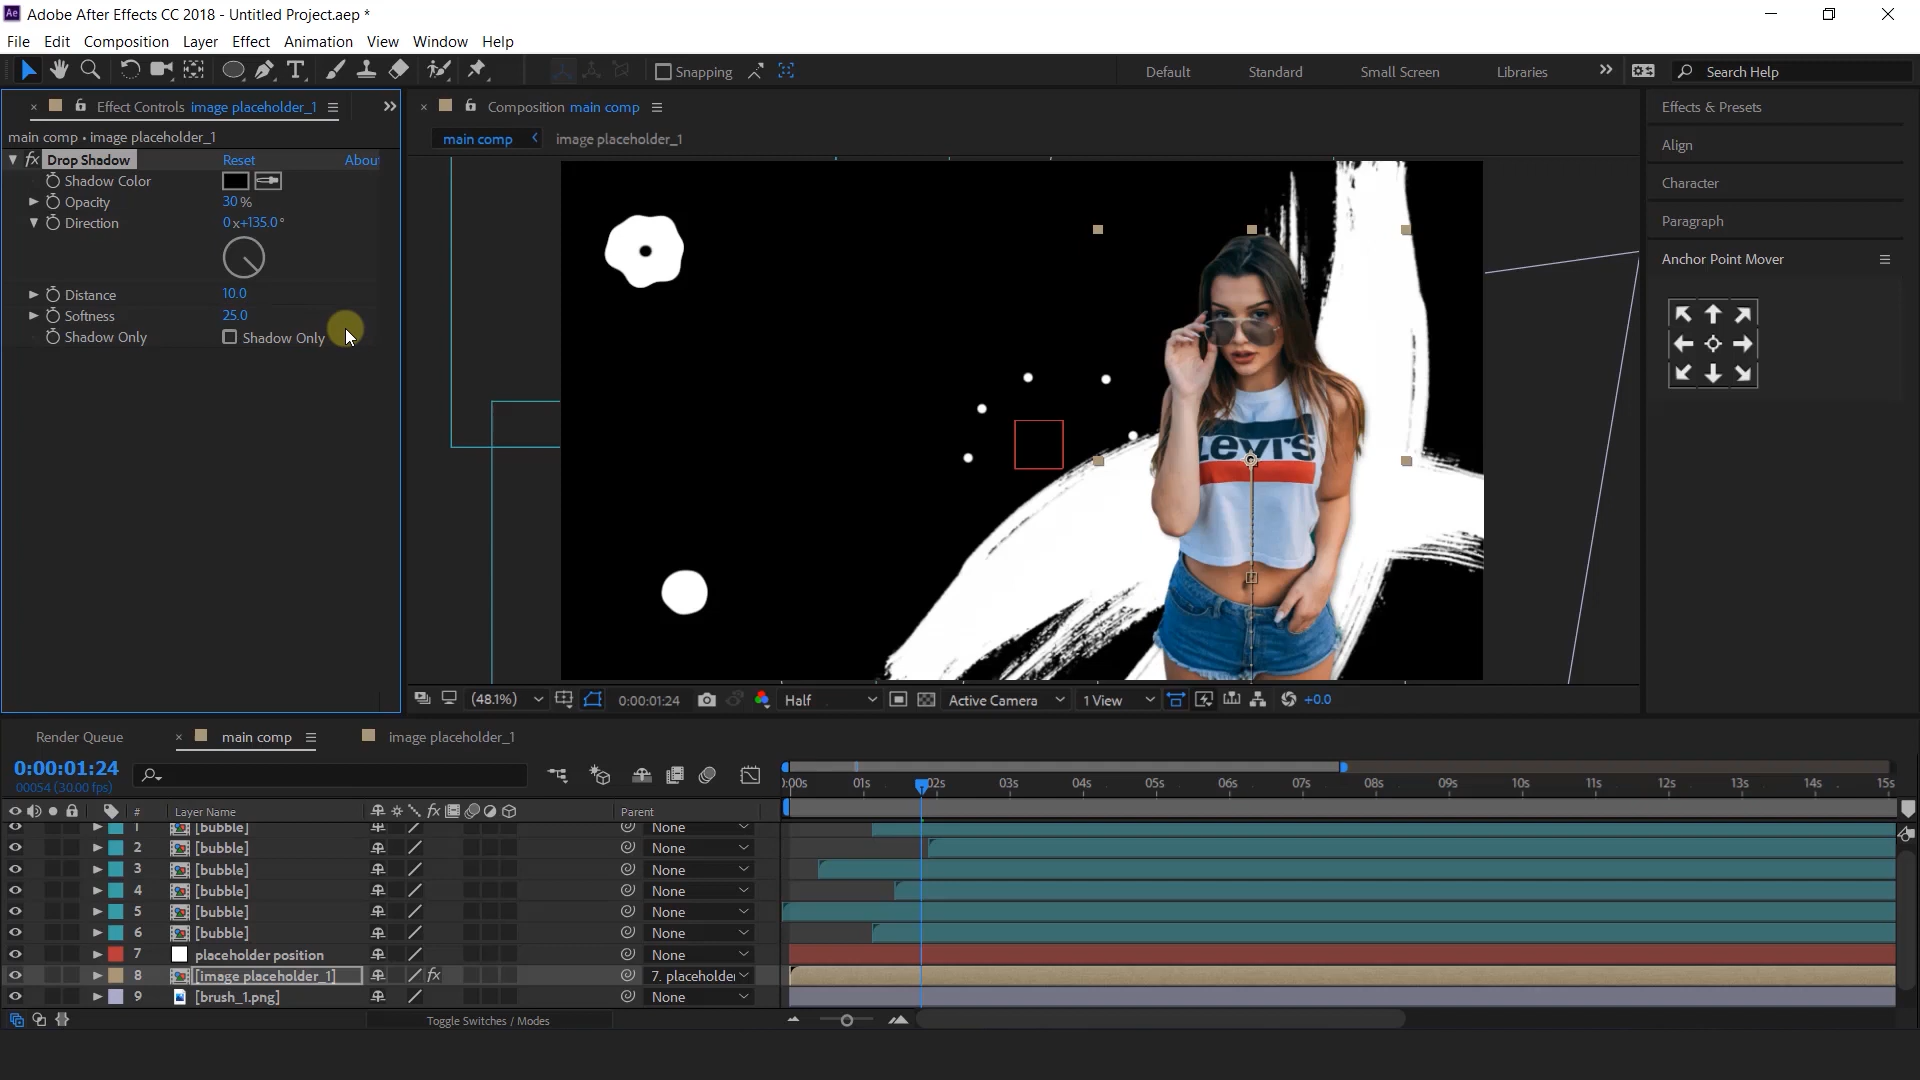 Ae Adobe After Effects CC 2018 - Untitled Project.aep *
File Edit Composition Layer Effect Animation View Window Help
Snapping Default Standard Small Screen Libraries Search Help
Effect Controls image placeholder_1
Composition main comp
Effects & Presets
main comp • image placeholder_1
main comp image placeholder_1
Align
fx Drop Shadow Reset About
Shadow Color
Character
Opacity 30 %
Direction 0 x+135.0 °
Paragraph
Anchor Point Mover
Distance 10.0
Softness 25.0
Shadow Only Shadow Only
Levi's
(48.1%) 0:00:01:24 Half Active Camera 1 View +0.0
Render Queue main comp image placeholder_1
0:00:01:24
00054 (30.00 fps)
):00s 01s 02s 03s 04s 05s 06s 07s 08s 09s 10s 11s 12s 13s 14s 15s
# Layer Name fx Parent
1 [bubble] None
2 [bubble] None
3 [bubble] None
4 [bubble] None
5 [bubble] None
6 [bubble] None
7 placeholder position None
8 [image placeholder_1] fx 7. placeholder
9 [brush_1.png] None
Toggle Switches / Modes